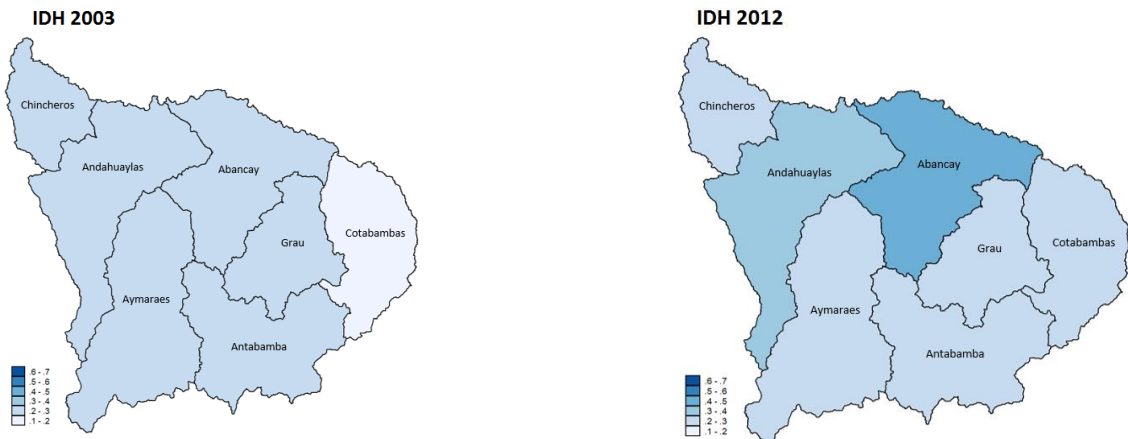 IDH 2003
Chincheros
Andahuaylas
Abancay
Cotabambas
Grau
Aymaraes
Antabamba
.6 - .7
.5 - .6
.4 - .5
.3 - .4
.2 - .3
.1 - .2
IDH 2012
Chincheros
Andahuaylas
Abancay
Cotabambas
Grau
Aymaraes
Antabamba
.6 - .7
.5 - .6
.4 - .5
.3 - .4
.2 - .3
.1 - .2